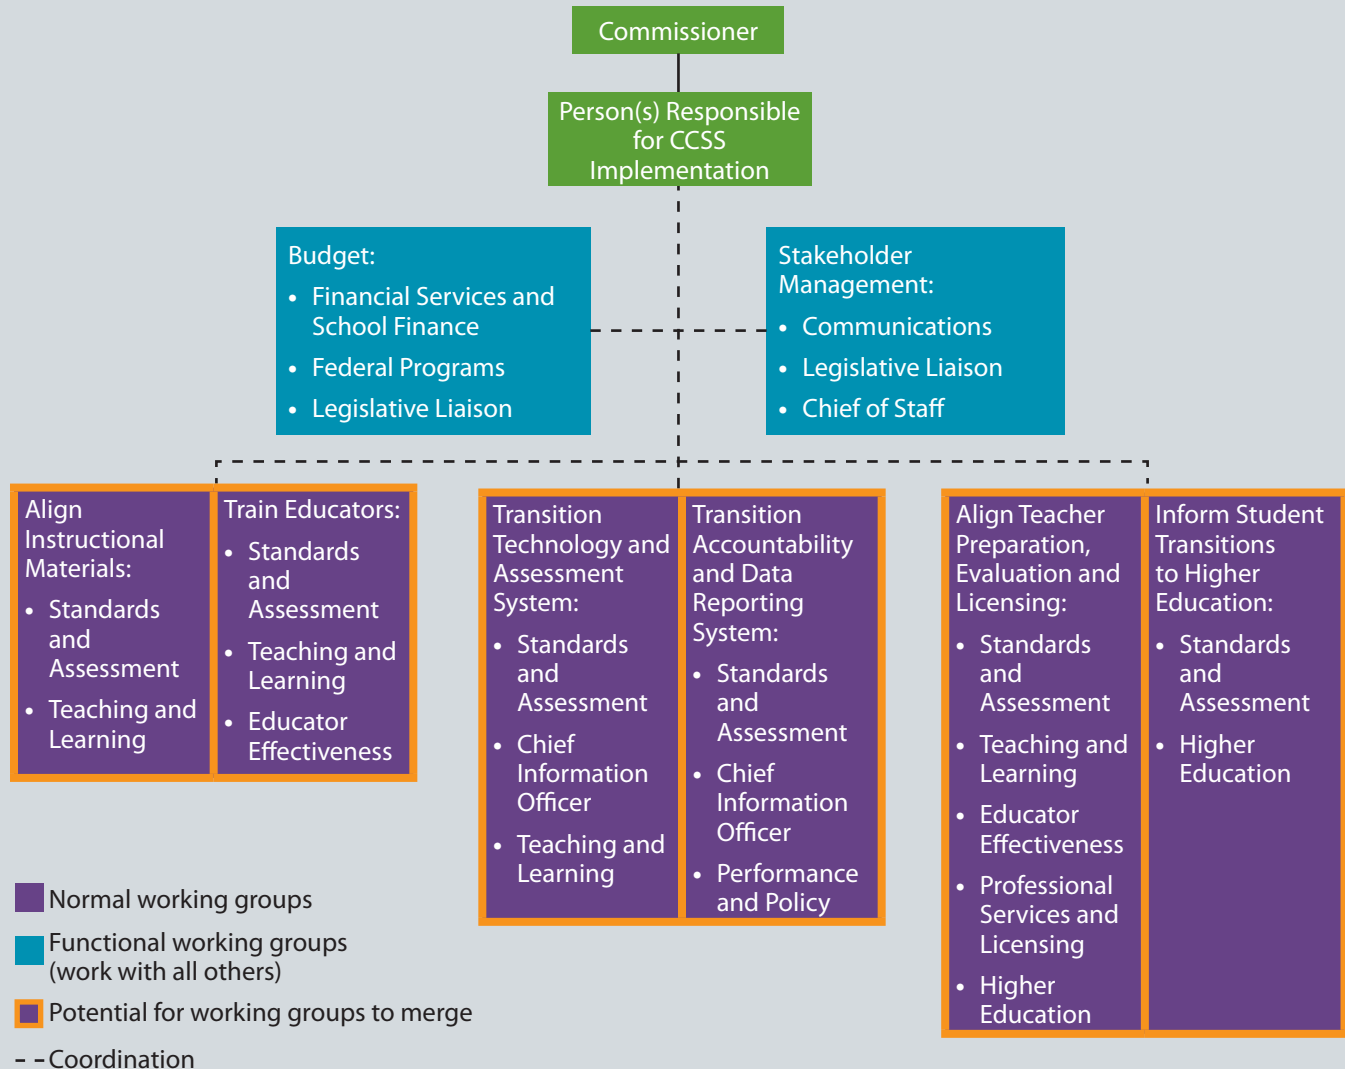 Commissioner
Person(s) Responsible
for CCSS
Implementation
Budget:
• Financial Services and
School Finance
• Federal Programs
• Legislative Liaison
Stakeholder
Management:
• Communications
• Legislative Liaison
• Chief of Staff
Align
Instructional
Materials:
• Standards
and
Assessment
• Teaching and
Learning
Train Educators:
• Standards
and
Assessment
• Teaching and
Learning
• Educator
Effectiveness
Transition
Technology and
Assessment
System:
• Standards
and
Assessment
• Chief
Information
Officer
• Teaching and
Learning
Transition
Accountability
and Data
Reporting
System:
• Standards
and
Assessment
• Chief
Information
Officer
• Performance
and Policy
Align Teacher
Preparation,
Evaluation and
Licensing:
• Standards
and
Assessment
• Teaching and
Learning
• Educator
Effectiveness
• Professional
Services and
Licensing
• Higher
Education
Inform Student
Transitions
to Higher
Education:
• Standards
and
Assessment
• Higher
Education
Normal working groups
Functional working groups
(work with all others)
Potential for working groups to merge
Coordination